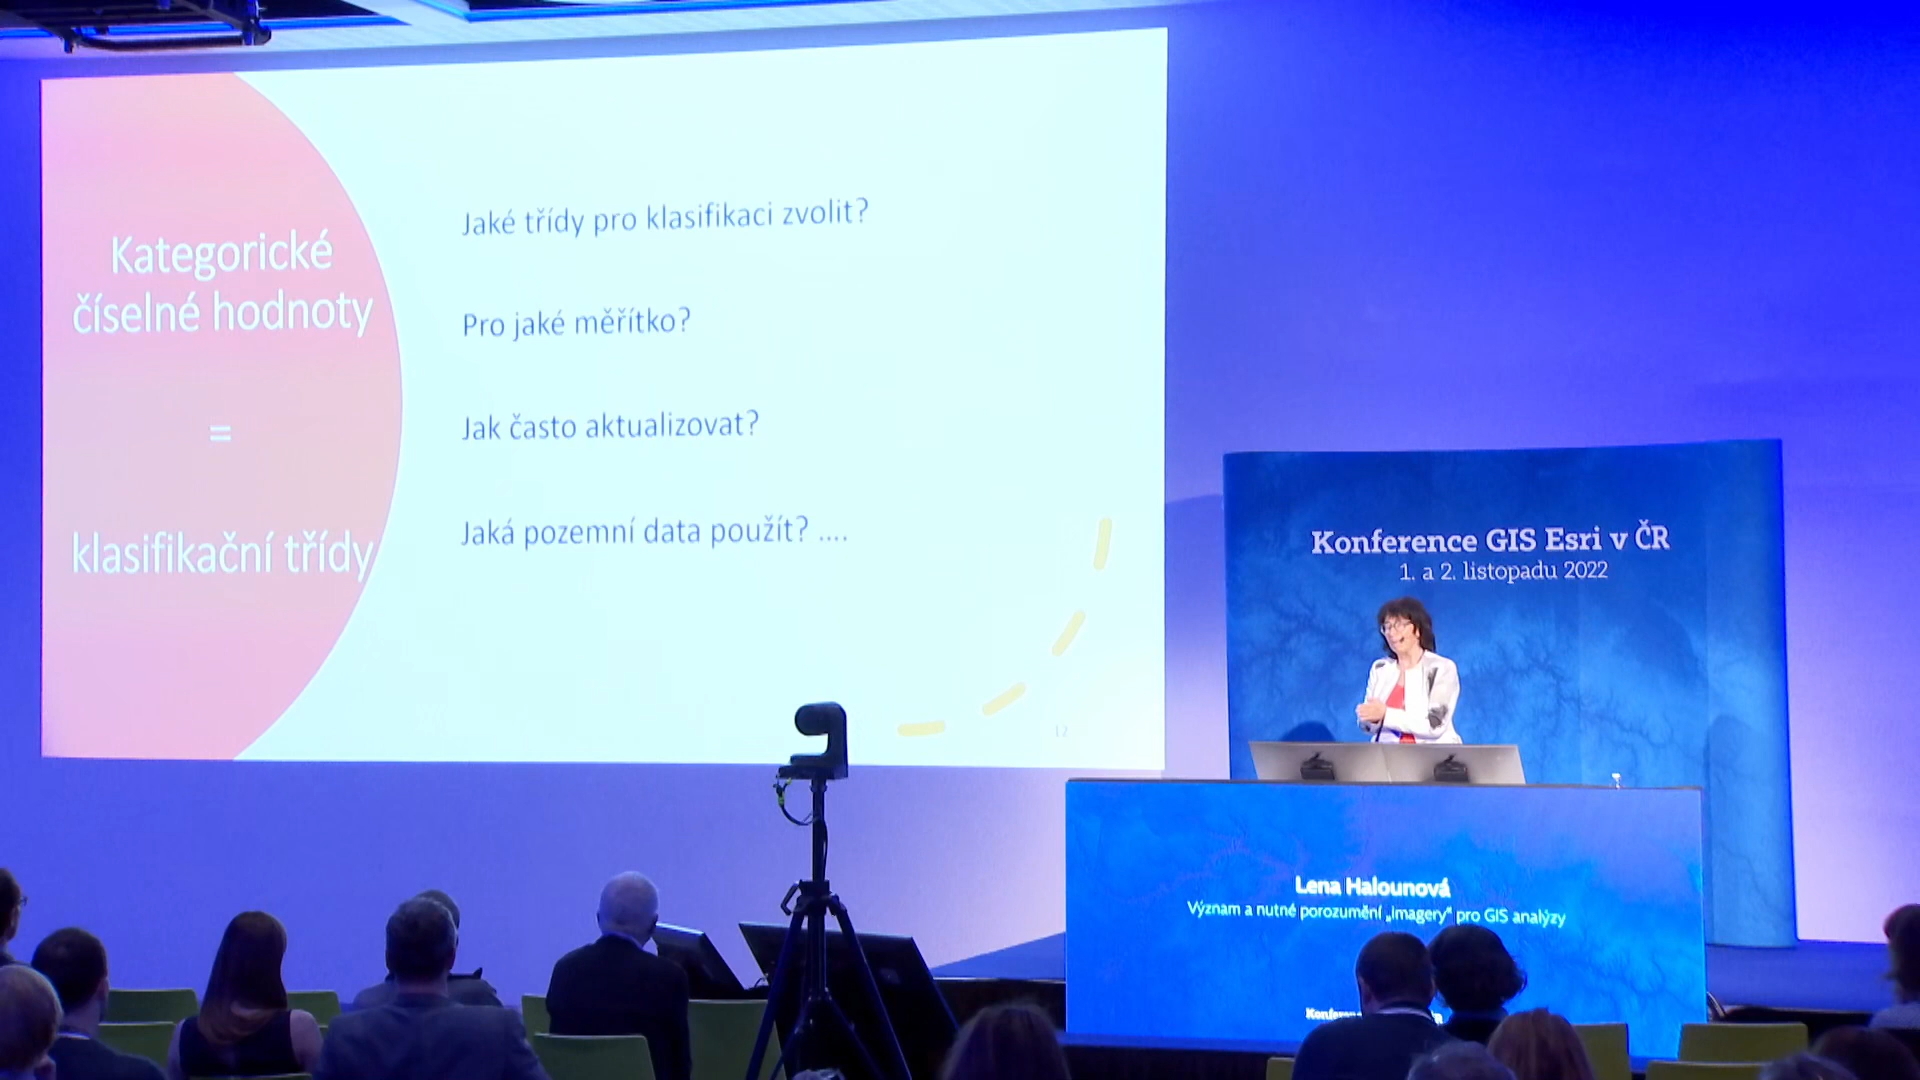 Kategorické
číselné hodnoty
=
klasifikační třídy
Jaké třídy pro klasifikaci zvolit?
Pro jaké měřítko?
Jak často aktualizovat?
Jaká pozemní data použít? ....
12
Konference GIS Esri v ČR
1. a 2. listopadu 2022
Lena Halounová
Význam a nutné porozumění „imagery“ pro GIS analýzy